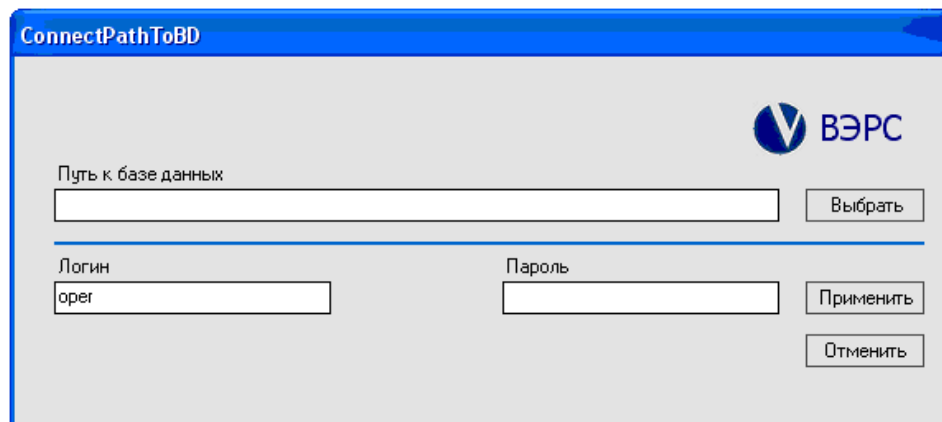 ConnectPathToBD
ВЭРС
Путь к базе данных
Выбрать
Логин
Пароль
oper
Применить
Отменить